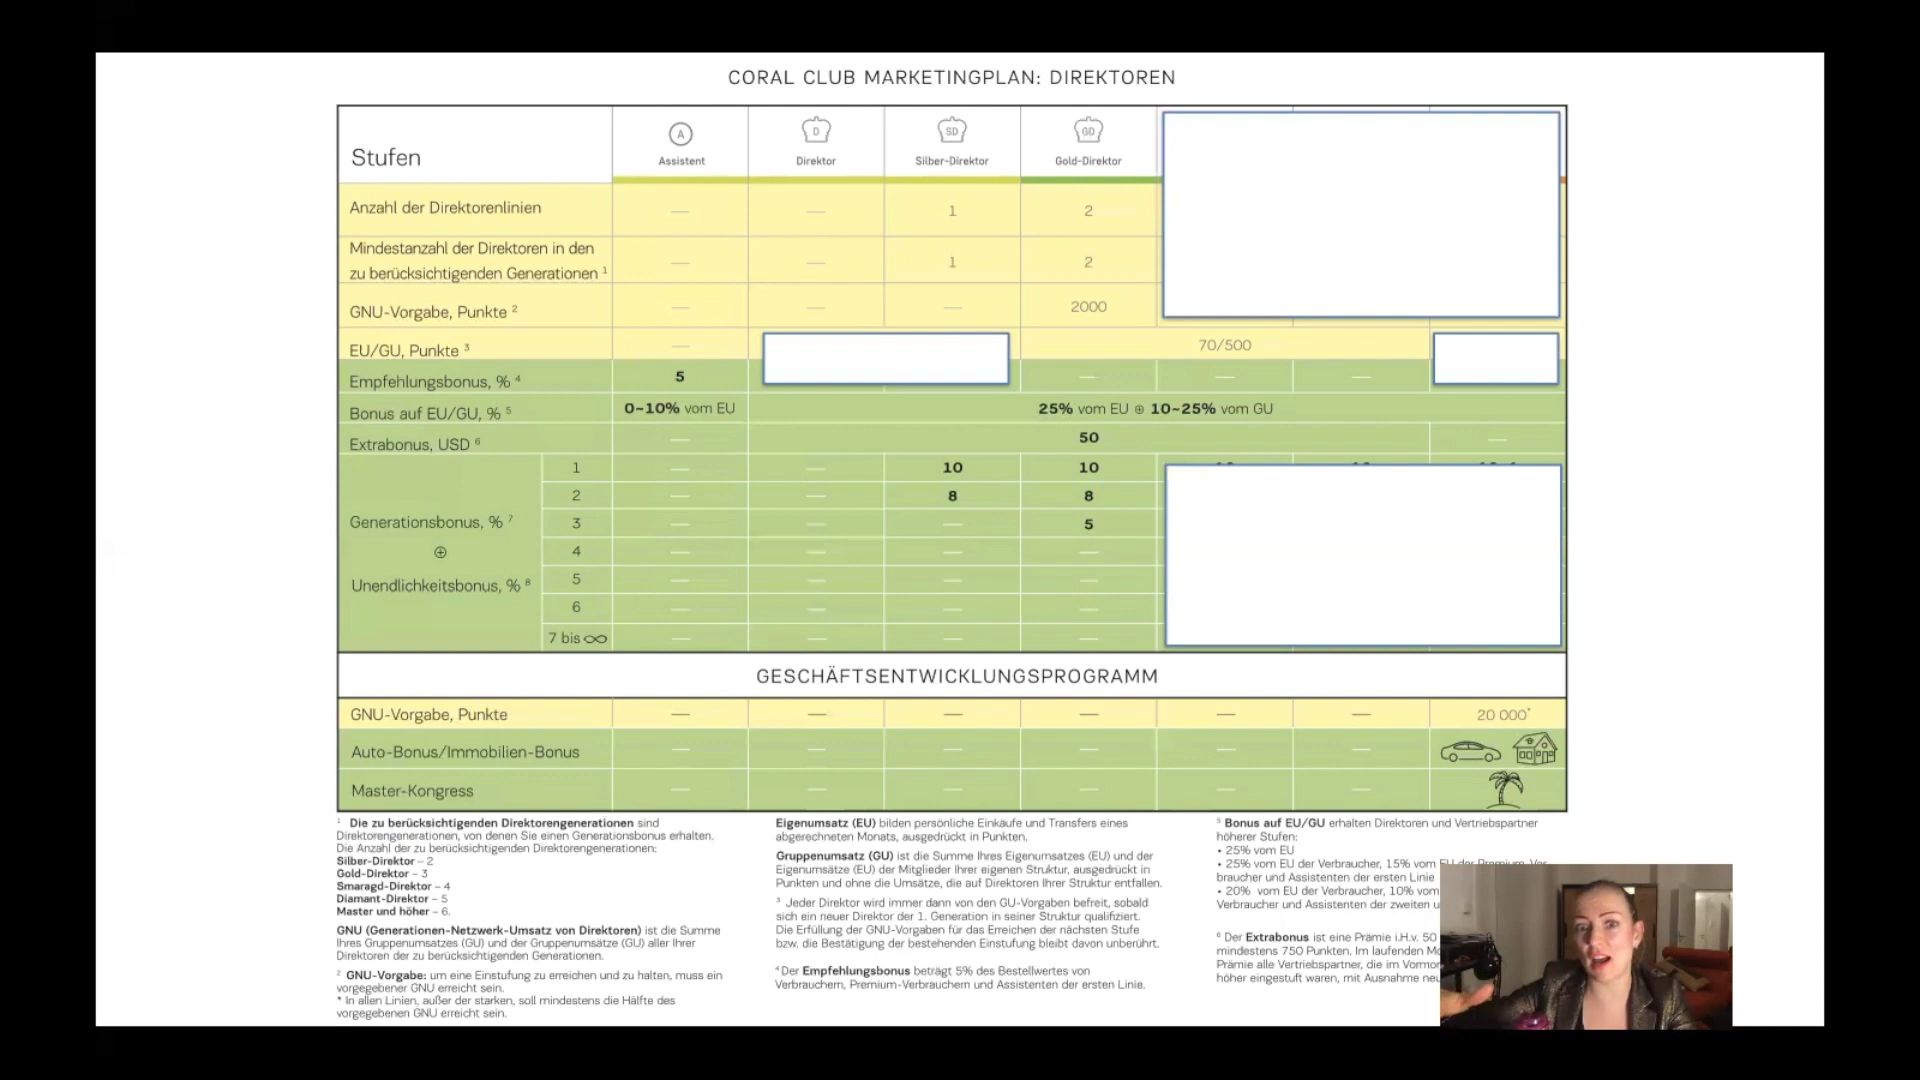 CORAL CLUB MARKETINGPLAN: DIREKTOREN
Stufen
A
Assistent
D
Direktor
SD
Silber-Direktor
GD
Gold-Direktor
Anzahl der Direktorenlinien — — 1 2
Mindestanzahl der Direktoren in den
zu berücksichtigenden Generationen ¹ — — 1 2
GNU-Vorgabe, Punkte ² — — — 2000
EU/GU, Punkte ³ — 70/500
Empfehlungsbonus, % ⁴ 5 — — —
Bonus auf EU/GU, % ⁵ 0~10% vom EU 25% vom EU ⊕ 10~25% vom GU
Extrabonus, USD ⁶ — 50 —
Generationsbonus, % ⁷
⊕
Unendlichkeitsbonus, % ⁸
1 — — 10 10
2 — — 8 8
3 — — — 5
4 — — — —
5 — — — —
6 — — — —
7 bis ∞ — — — —
GESCHÄFTSENTWICKLUNGSPROGRAMM
GNU-Vorgabe, Punkte — — — — — — 20 000*
Auto-Bonus/Immobilien-Bonus — — — — — —
Master-Kongress — — — — — —
¹ Die zu berücksichtigenden Direktorengenerationen sind
Direktorengenerationen, von denen Sie einen Generationsbonus erhalten.
Die Anzahl der zu berücksichtigenden Direktorengenerationen:
Silber-Direktor – 2
Gold-Direktor – 3
Smaragd-Direktor – 4
Diamant-Direktor – 5
Master und höher – 6.
GNU (Generationen-Netzwerk-Umsatz von Direktoren) ist die Summe
Ihres Gruppenumsatzes (GU) und der Gruppenumsätze (GU) aller Ihrer
Direktoren der zu berücksichtigenden Generationen.
² GNU-Vorgabe: um eine Einstufung zu erreichen und zu halten, muss ein
vorgegebener GNU erreicht sein.
* In allen Linien, außer der starken, soll mindestens die Hälfte des
vorgegebenen GNU erreicht sein.
Eigenumsatz (EU) bilden persönliche Einkäufe und Transfers eines
abgerechneten Monats, ausgedrückt in Punkten.
Gruppenumsatz (GU) ist die Summe Ihres Eigenumsatzes (EU) und der
Eigenumsätze (EU) der Mitglieder Ihrer eigenen Struktur, ausgedrückt in
Punkten und ohne die Umsätze, die auf Direktoren Ihrer Struktur entfallen.
³ Jeder Direktor wird immer dann von den GU-Vorgaben befreit, sobald
sich ein neuer Direktor der 1. Generation in seiner Struktur qualifiziert.
Die Erfüllung der GNU-Vorgaben für das Erreichen der nächsten Stufe
bzw. die Bestätigung der bestehenden Einstufung bleibt davon unberührt.
⁴ Der Empfehlungsbonus beträgt 5% des Bestellwertes von
Verbrauchern, Premium-Verbrauchern und Assistenten der ersten Linie.
⁵ Bonus auf EU/GU erhalten Direktoren und Vertriebspartner
höherer Stufen:
• 25% vom EU
• 25% vom EU der Verbraucher, 15% vom EU der Premium-Ver-
braucher und Assistenten der ersten Linie
• 20% vom EU der Verbraucher, 10% vom
Verbraucher und Assistenten der zweiten u
⁶ Der Extrabonus ist eine Prämie i.H.v. 50
mindestens 750 Punkten. Im laufenden Mo
Prämie alle Vertriebspartner, die im Vormon
höher eingestuft waren, mit Ausnahme neu